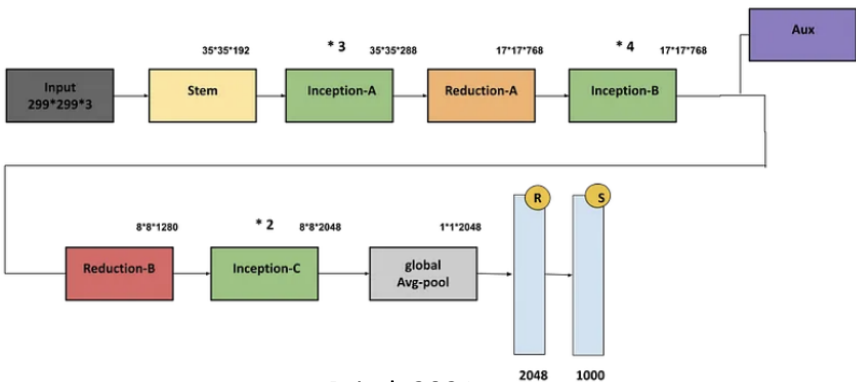 Aux
35*35*192
* 3
35*35*288
17*17*768
* 4
17*17*768
Input
299*299*3
Stem
Inception-A
Reduction-A
Inception-B
R
S
8*8*1280
* 2
8*8*2048
1*1*2048
Reduction-B
Inception-C
global
Avg-pool
2048
1000